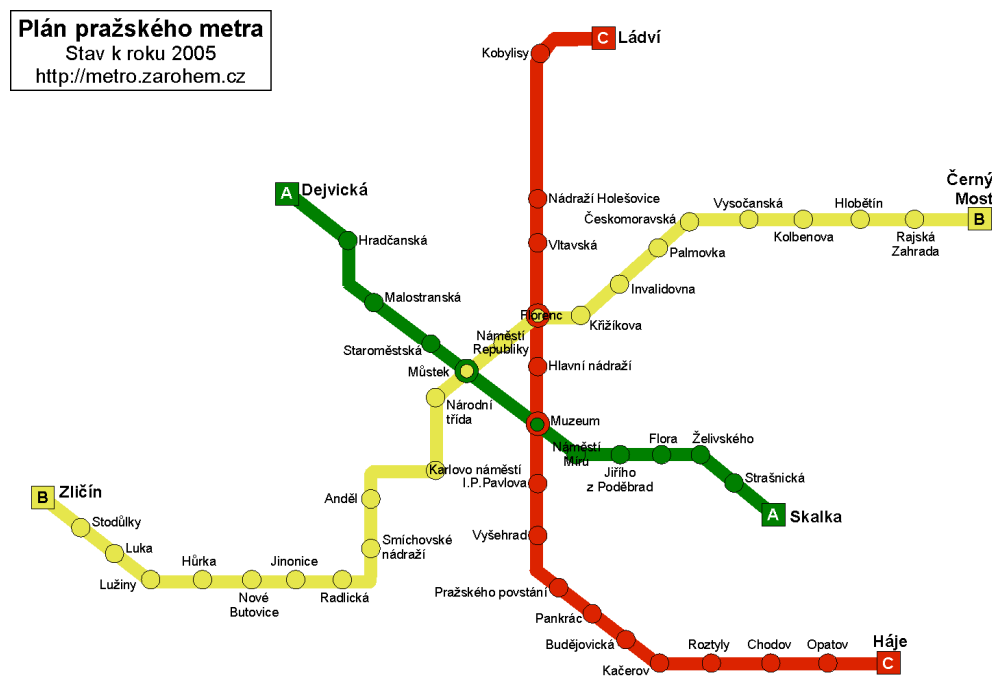 Plán pražského metra
Stav k roku 2005
http://metro.zarohem.cz
C
Ládví
Kobylisy
A
Dejvická
Hradčanská
Malostranská
Staroměstská
Můstek
Náměstí
Republiky
Florenc
Nádraží Holešovice
Vltavská
Českomoravská
Vysočanská
Kolbenova
Hlobětín
Rajská
Zahrada
Černý
Most
B
Palmovka
Invalidovna
Křižíkova
Hlavní nádraží
Muzeum
Národní
třída
Karlovo náměstí
I.P.Pavlova
Náměstí
Míru
Jiřího
z Poděbrad
Flora
Želivského
Strašnická
A
Skalka
B
Zličín
Stodůlky
Luka
Lužiny
Hůrka
Nové
Butovice
Jinonice
Radlická
Smíchovské
nádraží
Anděl
Vyšehrad
Pražského povstání
Pankrác
Budějovická
Kačerov
Roztyly
Chodov
Opatov
Háje
C